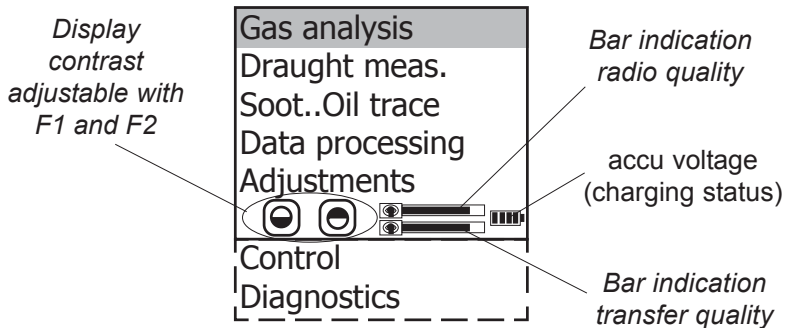 Display
contrast
adjustable with
F1 and F2
Gas analysis
Draught meas.
Soot..Oil trace
Data processing
Adjustments
Control
Diagnostics
Bar indication
radio quality
accu voltage
(charging status)
Bar indication
transfer quality